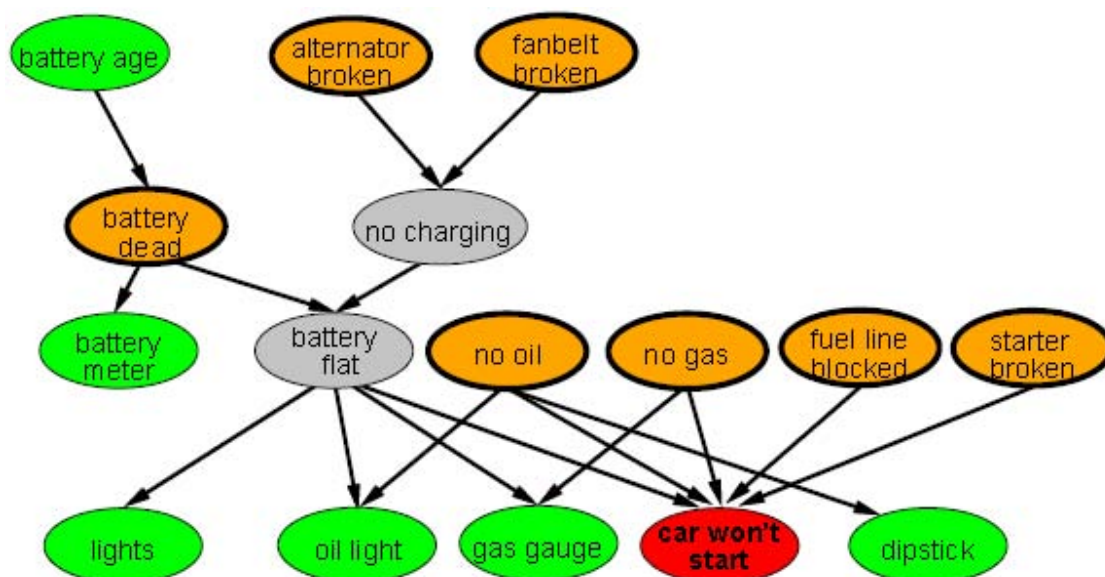 battery age
alternator
broken
fanbelt
broken
battery
dead
no charging
battery
meter
battery
flat
no oil
no gas
fuel line
blocked
starter
broken
lights
oil light
gas gauge
car won't
start
dipstick